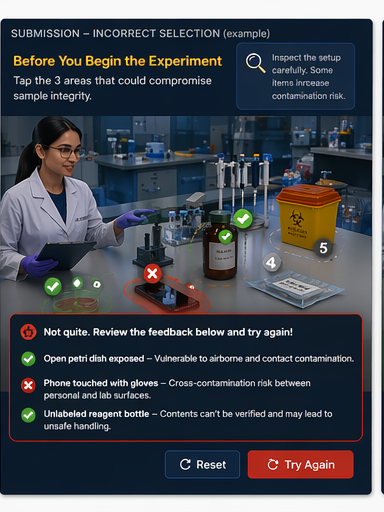 SUBMISSION – INCORRECT SELECTION (example)
Before You Begin the Experiment
Tap the 3 areas that could compromise
sample integrity.
Inspect the setup
carefully. Some
items increase
contamination risk.
5
4
Not quite. Review the feedback below and try again!
Open petri dish exposed – Vulnerable to airborne and contact contamination.
Phone touched with gloves – Cross-contamination risk between
personal and lab surfaces.
Unlabeled reagent bottle – Contents can't be verified and may lead to
unsafe handling.
Reset
Try Again